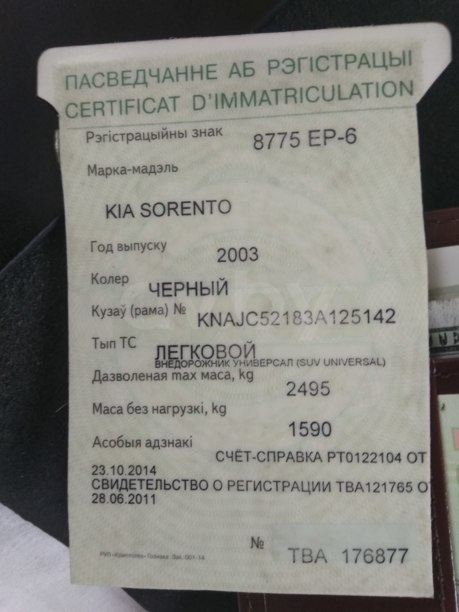 ПАСВЕДЧАННЕ АБ РЭГІСТРАЦЫІ
CERTIFICAT D'IMMATRICULATION
Рэгістрацыйны знак 8775 EP-6
Марка-мадэль
KIA SORENTO
Год выпуску 2003
Колер ЧЕРНЫЙ
Кузаў (рама) № KNAJC52183A125142
Тып ТС ЛЕГКОВОЙ
ВНЕДОРОЖНИК УНИВЕРСАЛ (SUV UNIVERSAL)
Дазволеная max маса, kg 2495
Маса без нагрузкі, kg 1590
Асобыя адзнакі
СЧЁТ-СПРАВКА РТ0122104 ОТ
23.10.2014
СВИДЕТЕЛЬСТВО О РЕГИСТРАЦИИ ТВА121765 ОТ
28.06.2011
№ ТВА 176877